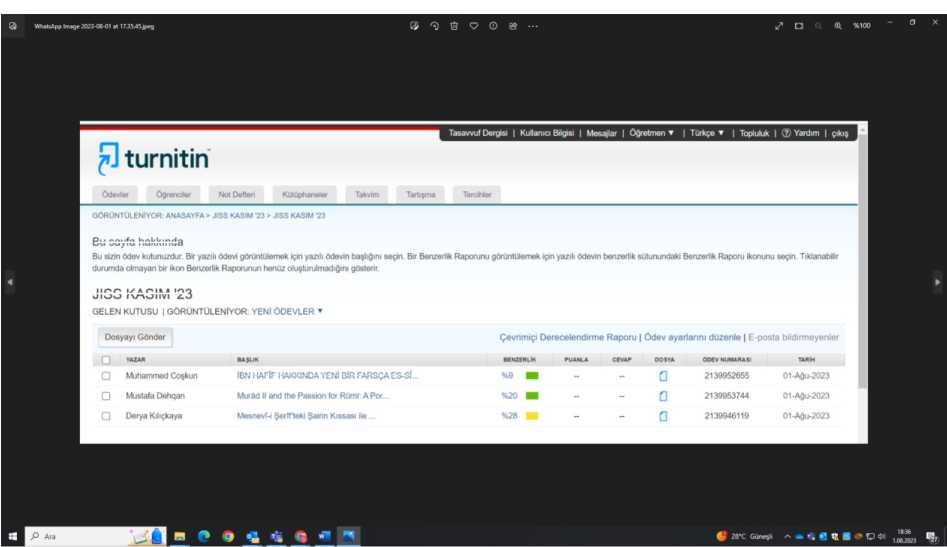 WhatsApp Image 2023-08-01 at 17.35.45.jpeg
%100
Tasavvuf Dergisi | Kullanıcı Bilgisi | Mesajlar | Öğretmen ▼ | Türkçe ▼ | Topluluk | ? Yardım | çıkış
turnitin
Ödevler Öğrenciler Not Defteri Kütüphaneler Takvim Tartışma Tercihler
GÖRÜNTÜLENİYOR: ANASAYFA > JISS KASIM '23 > JISS KASIM '23
Bu sayfa hakkında
Bu sizin ödev kutunuzdur. Bir yazılı ödevi görüntülemek için yazılı ödevin başlığını seçin. Bir Benzerlik Raporunu görüntülemek için yazılı ödevin benzerlik sütunundaki Benzerlik Raporu ikonunu seçin. Tıklanabilir
durumda olmayan bir ikon Benzerlik Raporunun henüz oluşturulmadığını gösterir.
JISS KASIM '23
GELEN KUTUSU | GÖRÜNTÜLENİYOR: YENİ ÖDEVLER ▼
Dosyayı Gönder Çevrimiçi Derecelendirme Raporu | Ödev ayarlarını düzenle | E-posta bildirmeyenler
YAZAR BAŞLIK BENZERLİK PUANLA CEVAP DOSYA ÖDEV NUMARASI TARİH
Muhammed Coşkun İBN HAFÎF HAKKINDA YENİ BİR FARSÇA ES-SÎ... %9 -- -- 2139952655 01-Ağu-2023
Mustafa Dehqan Murād II and the Passion for Rūmī: A Por... %20 -- -- 2139953744 01-Ağu-2023
Derya Kılıçkaya Mesnevî-i Şerîf'teki Şairin Kıssası ile ... %28 -- -- 2139946119 01-Ağu-2023
Ara 28°C Güneşli 18:36
1.08.2023